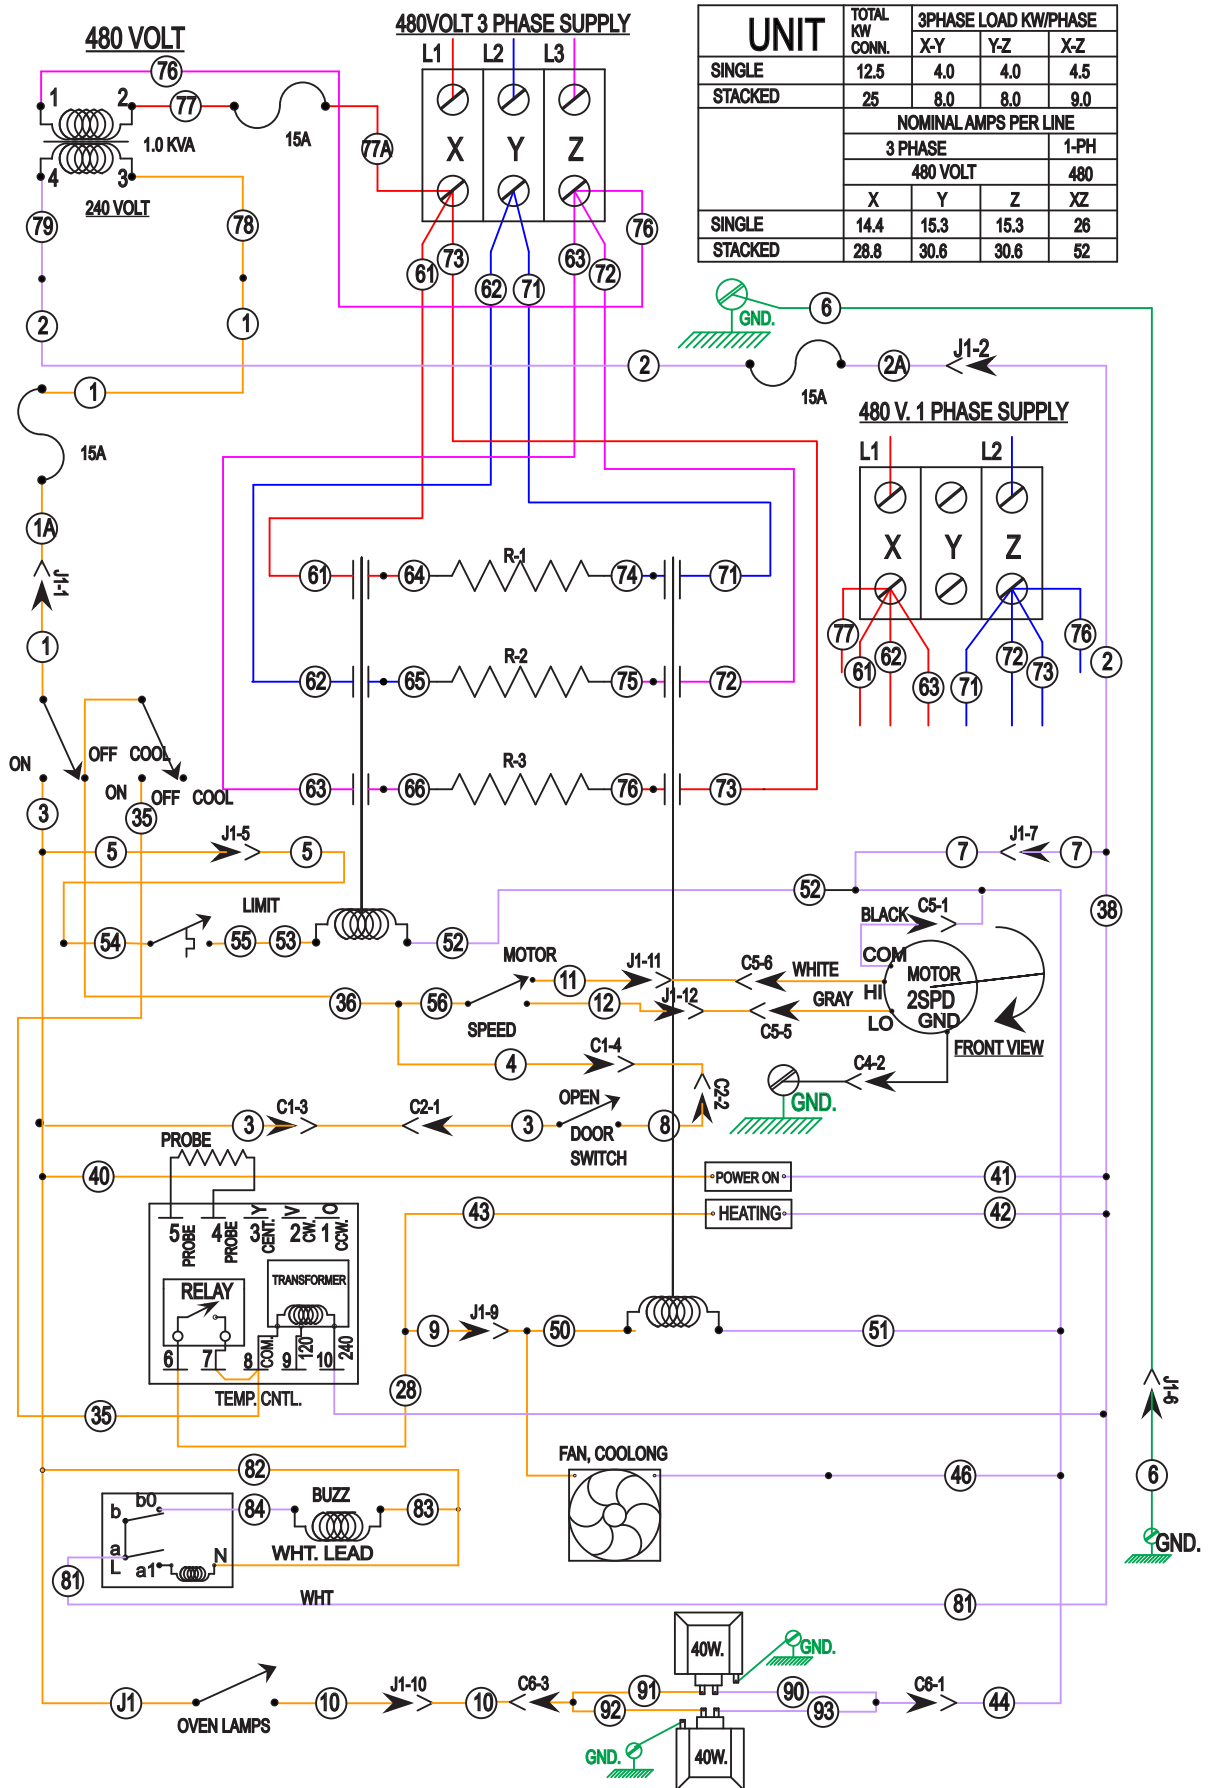 480 VOLT
480VOLT 3 PHASE SUPPLY
L1 L2 L3
UNIT
TOTAL KW CONN.
3PHASE LOAD KW/PHASE
X-Y Y-Z X-Z
SINGLE 12.5 4.0 4.0 4.5
STACKED 25 8.0 8.0 9.0
NOMINAL AMPS PER LINE
3 PHASE 1-PH
480 VOLT 480
X Y Z XZ
SINGLE 14.4 15.3 15.3 26
STACKED 28.8 30.6 30.6 52
76
1 2 77
15A
1.0 KVA
77A
X Y Z
4 3
240 VOLT
79 78
76
61 73 62 71 63 72
2 1
GND.
6
2
15A
2A
J1-2
1
15A
480 V. 1 PHASE SUPPLY
L1 L2
X Y Z
77 61 62 63 71 72 73 76
2
1A
J1-1
1
61 64 R-1 74 71
62 65 R-2 75 72
63 66 R-3 76 73
ON OFF COOL
ON OFF COOL
3 35
5 J1-5 5
7 J1-7 7
52
38
LIMIT
54 55 53 52
BLACK C5-1
COM
MOTOR
2SPD
GND
HI
LO
FRONT VIEW
MOTOR
SPEED
36 56
11 J1-11 C5-6 WHITE
12 J1-12 C5-5 GRAY
4 C1-4
C2-2
C4-2
GND.
3 C1-3 C2-1 3
OPEN
DOOR
SWITCH
8
PROBE
40 POWER ON 41
43 HEATING 42
5 PROBE
4 PROBE
3 CENT. Y
2 CW. V
1 CCW. O
RELAY
TRANSFORMER
6 7 8 COM. 9 120 10 240
TEMP. CNTL.
9 J1-9 50 51
28
35
J1-6
6
GND.
FAN, COOLONG
46
82
b b0 84 BUZZ 83
a
L a1 N
WHT. LEAD
81
WHT
81
40W.
GND.
J1
OVEN LAMPS
10 J1-10 10 C6-3
91 90
92 93
C6-1 44
GND.
40W.